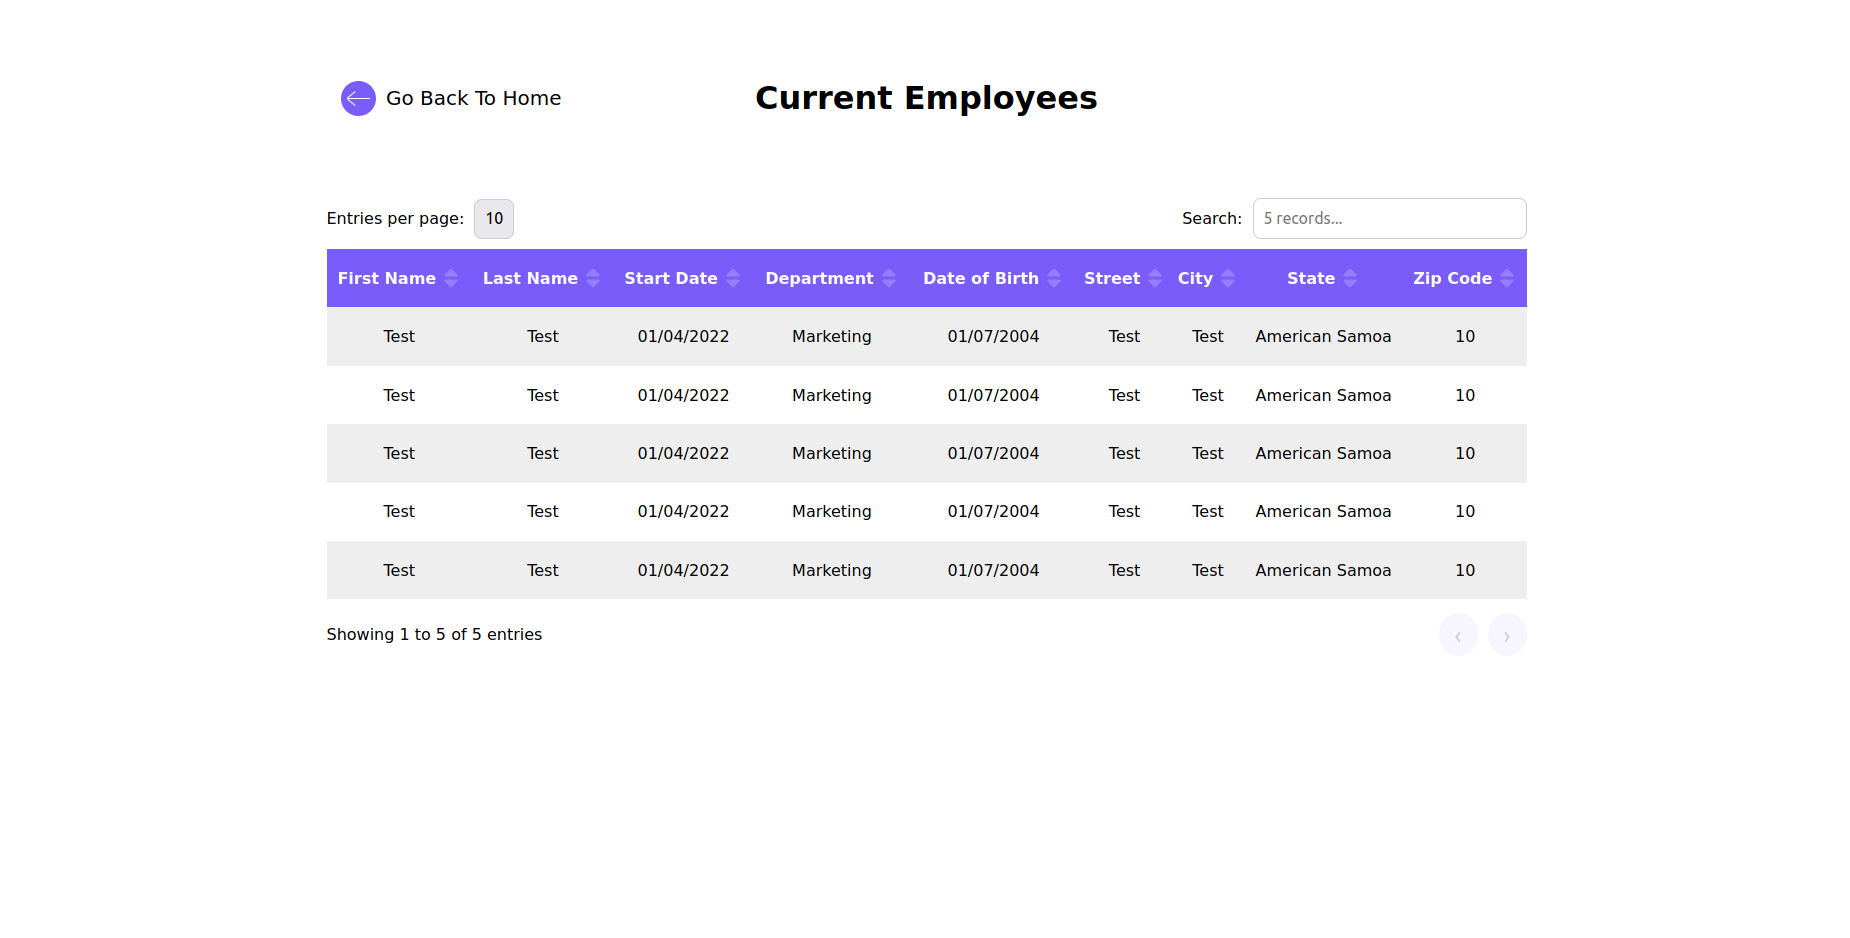 Go Back To Home
Current Employees
Entries per page: 10
Search: 5 records...
First Name Last Name Start Date Department Date of Birth Street City State Zip Code
Test Test 01/04/2022 Marketing 01/07/2004 Test Test American Samoa 10
Test Test 01/04/2022 Marketing 01/07/2004 Test Test American Samoa 10
Test Test 01/04/2022 Marketing 01/07/2004 Test Test American Samoa 10
Test Test 01/04/2022 Marketing 01/07/2004 Test Test American Samoa 10
Test Test 01/04/2022 Marketing 01/07/2004 Test Test American Samoa 10
Showing 1 to 5 of 5 entries
‹ ›